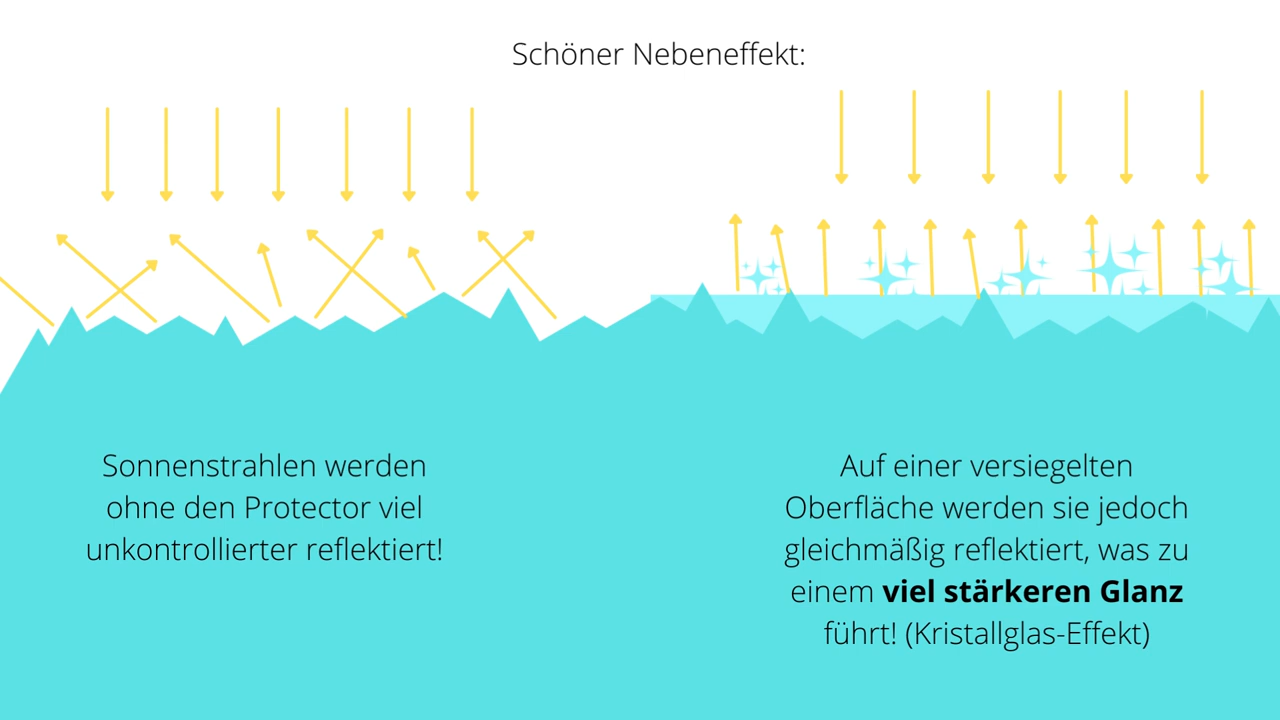 Schöner Nebeneffekt:
Sonnenstrahlen werden
ohne den Protector viel
unkontrollierter reflektiert!
Auf einer versiegelten
Oberfläche werden sie jedoch
gleichmäßig reflektiert, was zu
einem viel stärkeren Glanz
führt! (Kristallglas-Effekt)